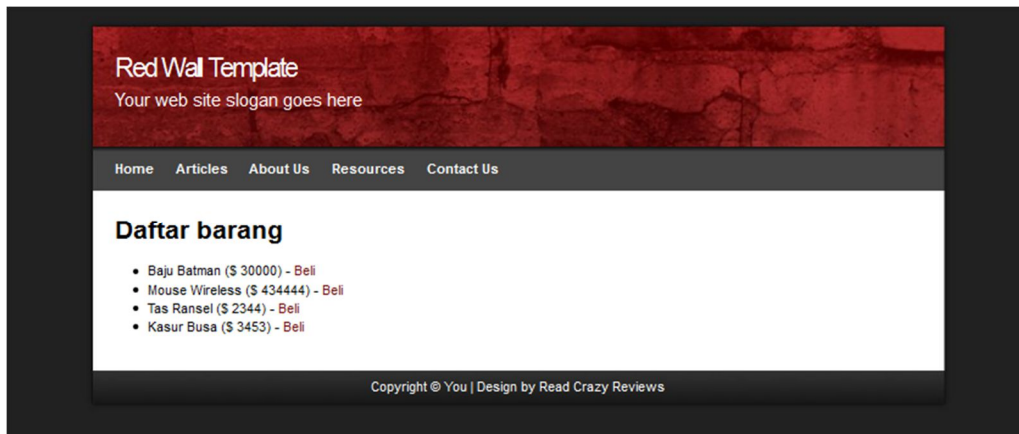 Red Wall Template
Your web site slogan goes here
Home Articles About Us Resources Contact Us
Daftar barang
• Baju Batman ($ 30000) - Beli
• Mouse Wireless ($ 434444) - Beli
• Tas Ransel ($ 2344) - Beli
• Kasur Busa ($ 3453) - Beli
Copyright © You | Design by Read Crazy Reviews